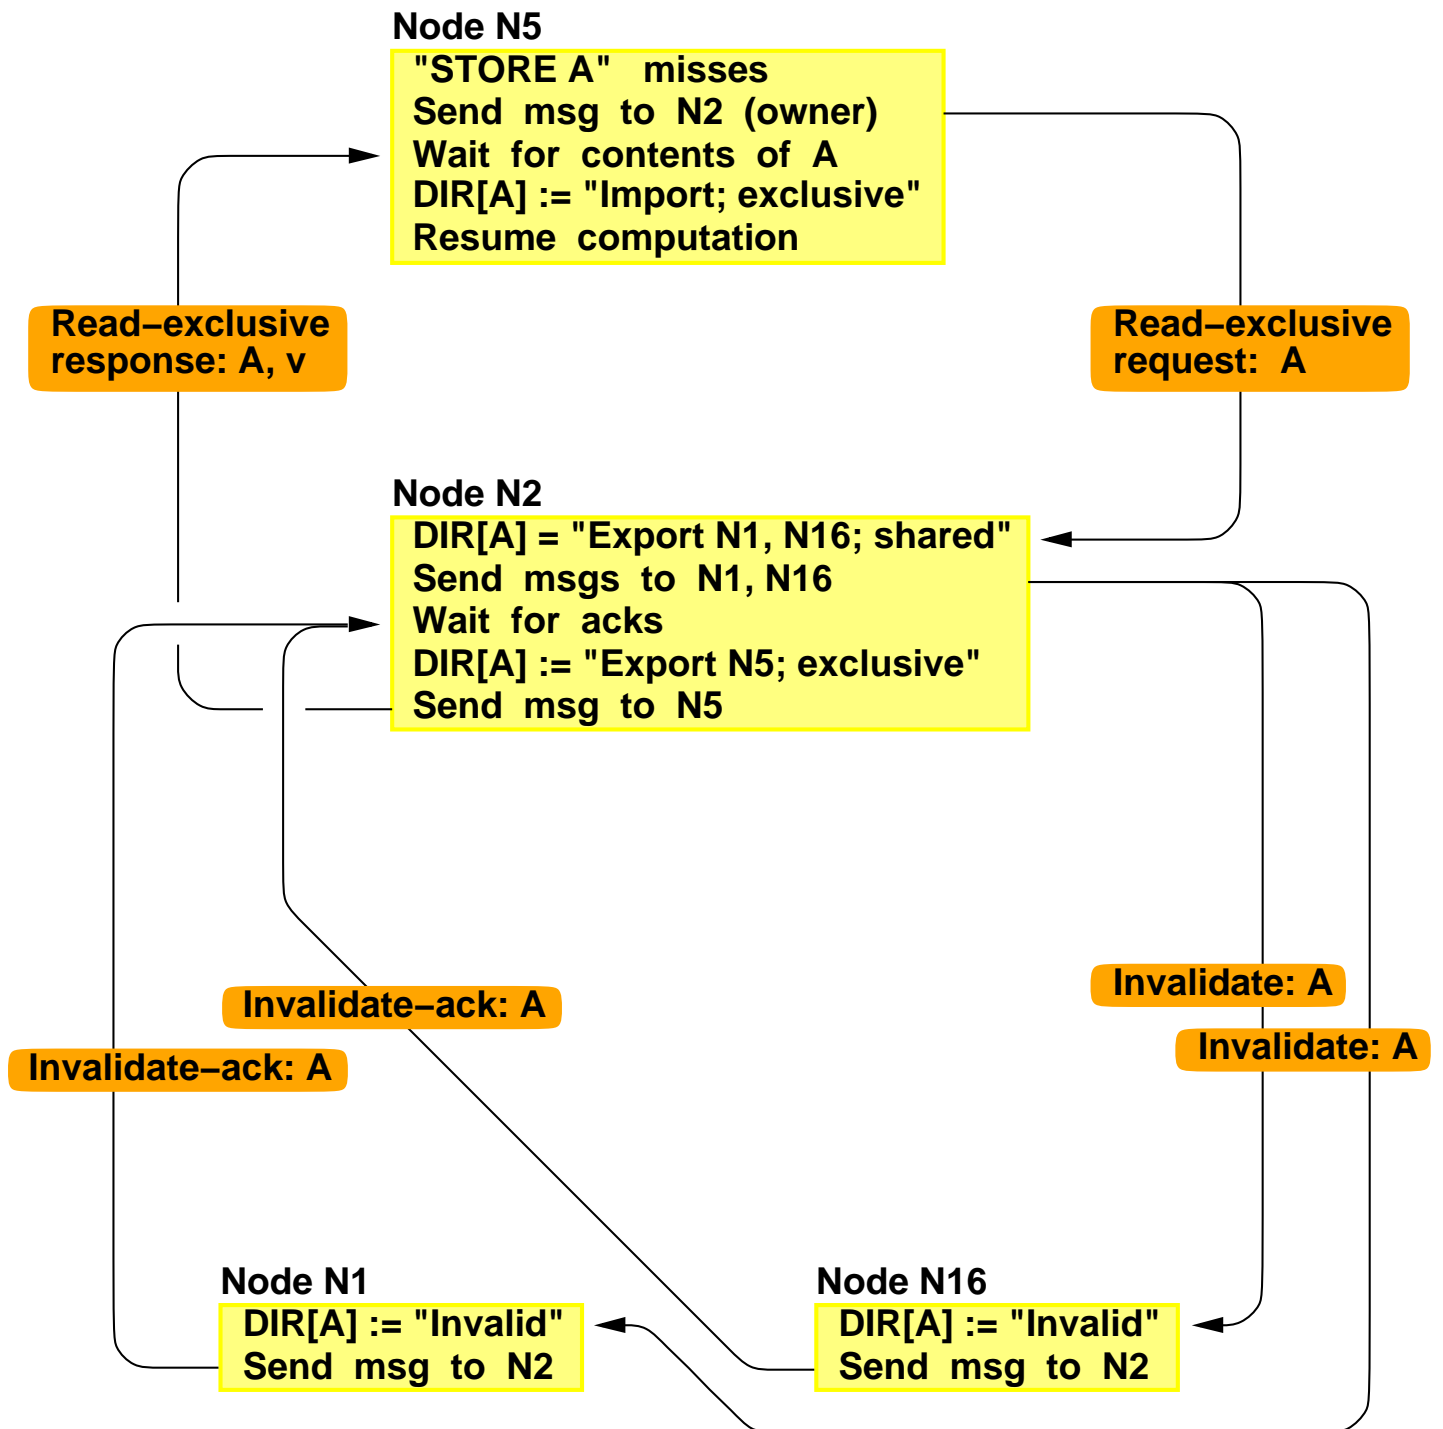 Node N5
"STORE A" misses
Send msg to N2 (owner)
Wait for contents of A
DIR[A] := "Import; exclusive"
Resume computation
Read–exclusive
response: A, v
Read–exclusive
request: A
Node N2
DIR[A] = "Export N1, N16; shared"
Send msgs to N1, N16
Wait for acks
DIR[A] := "Export N5; exclusive"
Send msg to N5
Invalidate: A
Invalidate–ack: A
Invalidate: A
Invalidate–ack: A
Node N1
DIR[A] := "Invalid"
Send msg to N2
Node N16
DIR[A] := "Invalid"
Send msg to N2